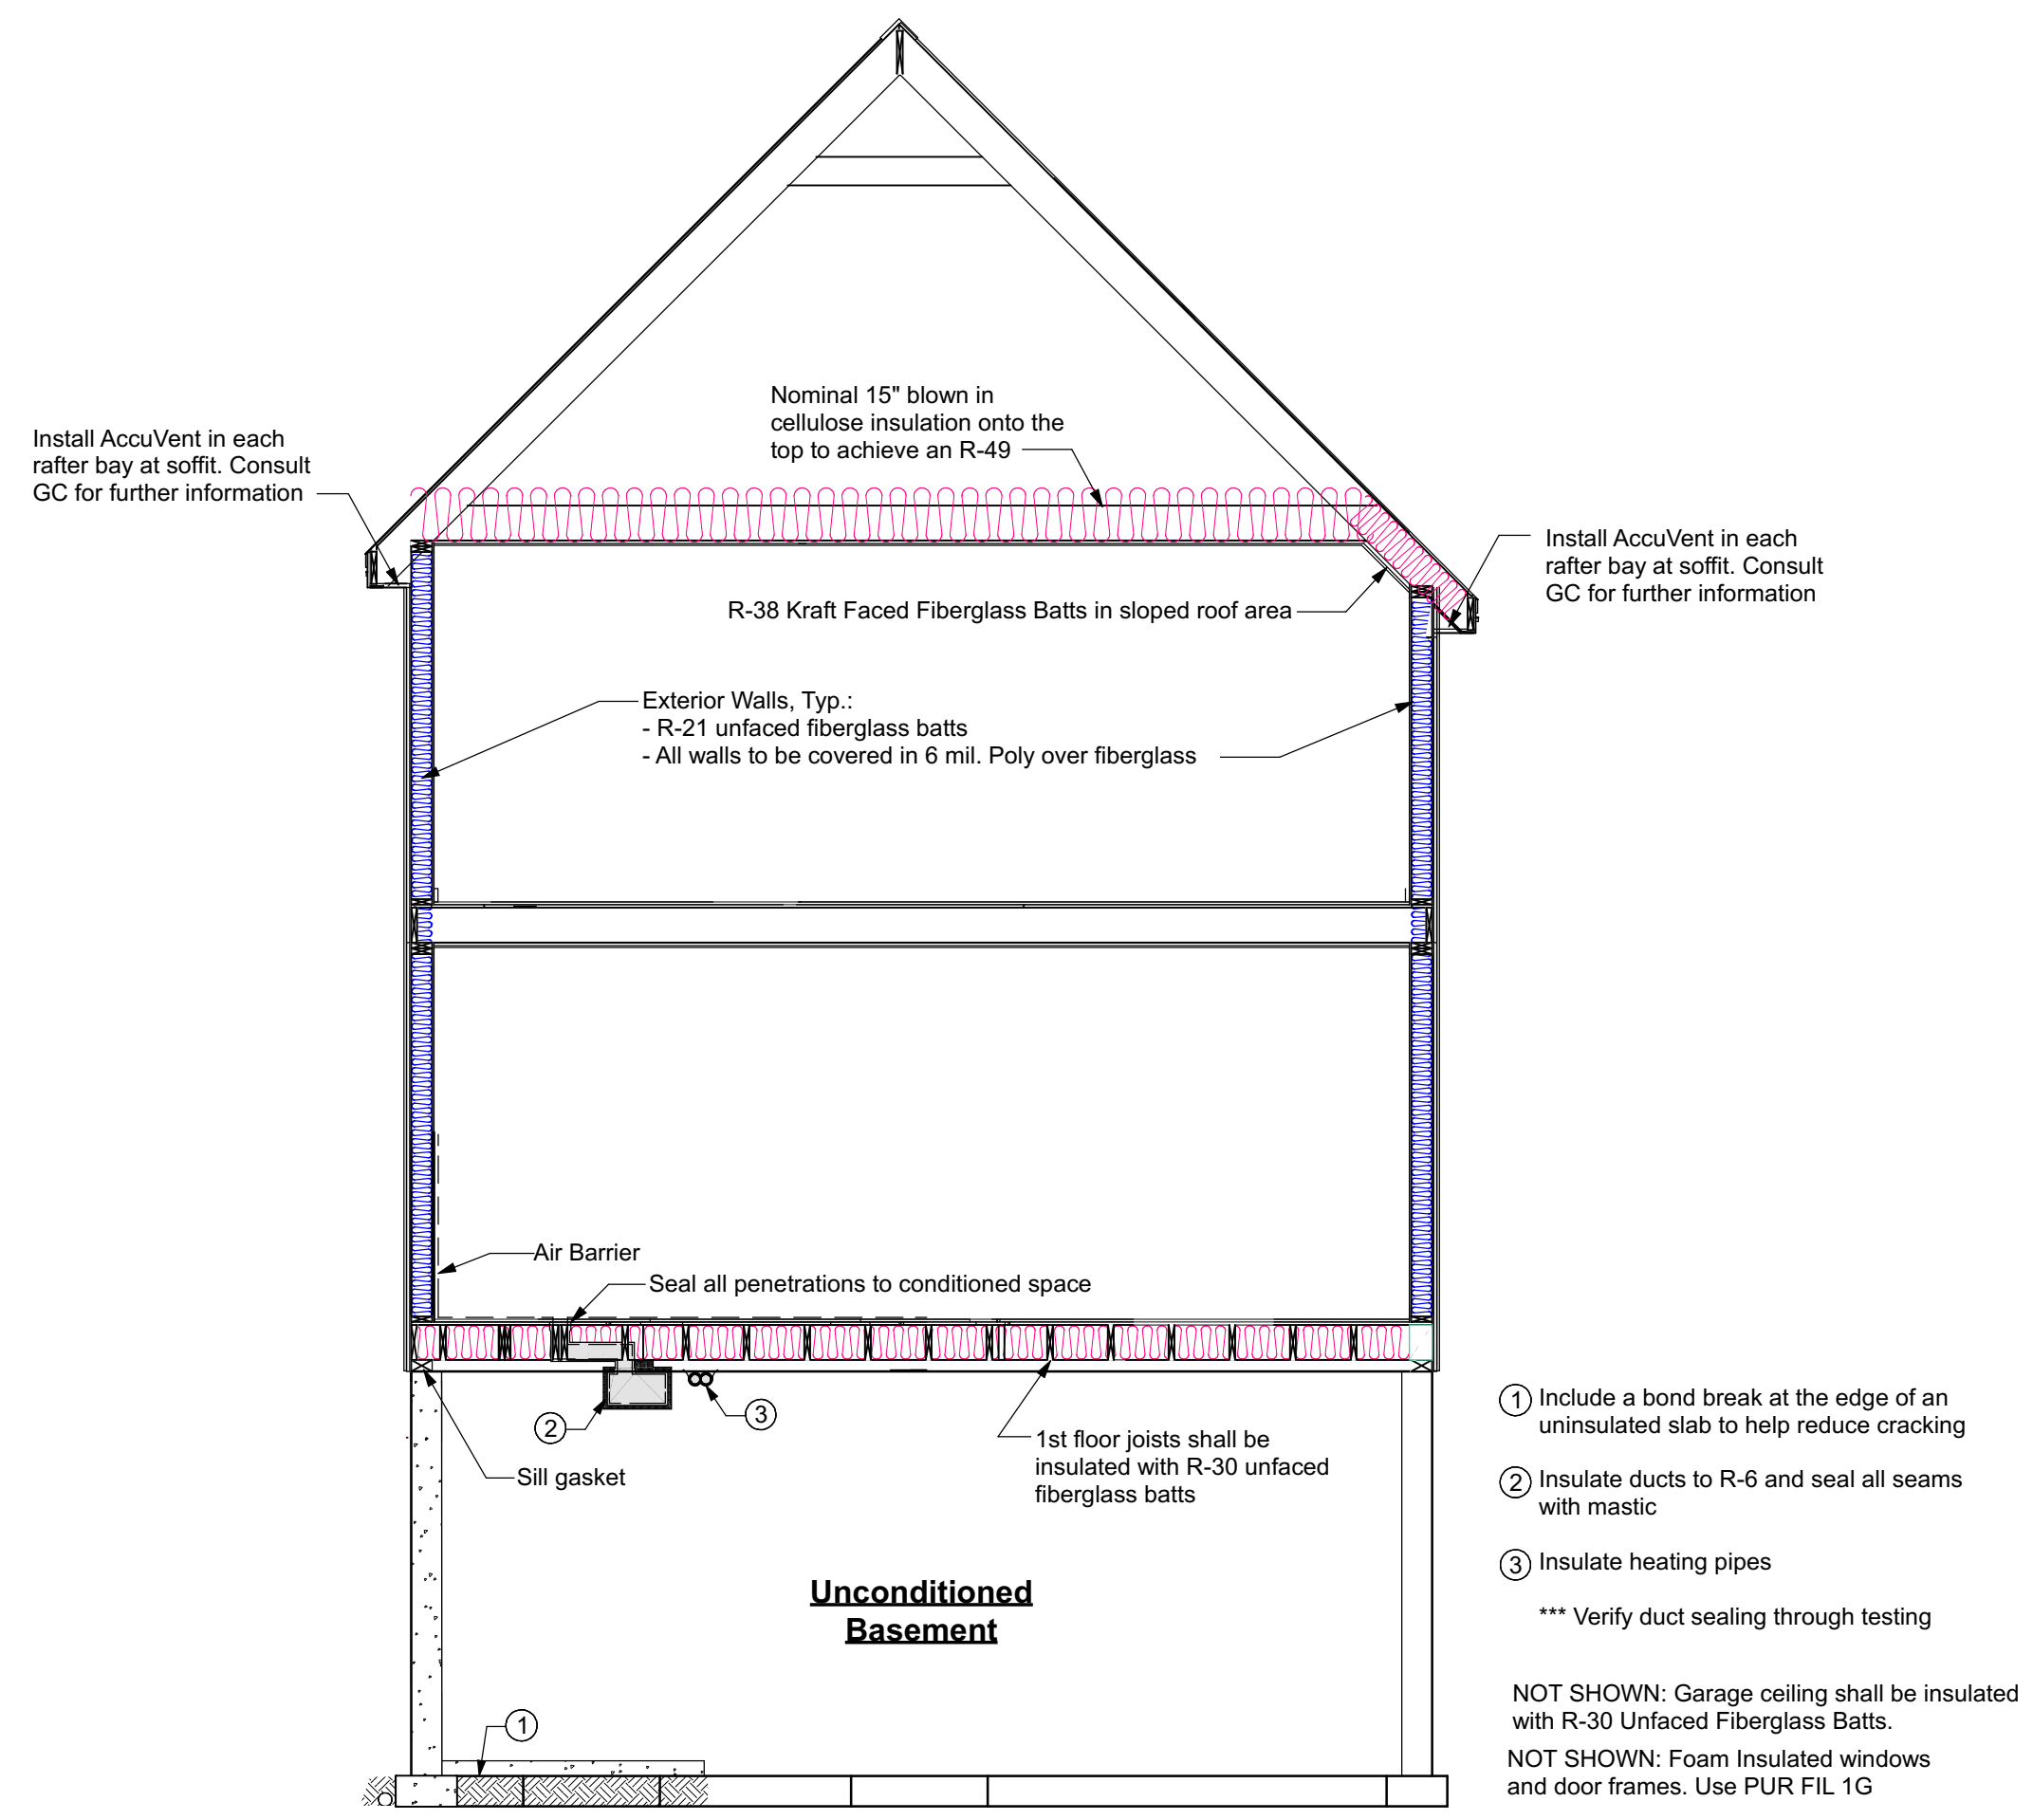 Nominal 15" blown in
cellulose insulation onto the
top to achieve an R-49
Install AccuVent in each
rafter bay at soffit. Consult
GC for further information
Install AccuVent in each
rafter bay at soffit. Consult
GC for further information
R-38 Kraft Faced Fiberglass Batts in sloped roof area
Exterior Walls, Typ.:
- R-21 unfaced fiberglass batts
- All walls to be covered in 6 mil. Poly over fiberglass
Air Barrier
Seal all penetrations to conditioned space
2
3
Sill gasket
1st floor joists shall be
insulated with R-30 unfaced
fiberglass batts
Unconditioned
Basement
1
1 Include a bond break at the edge of an
uninsulated slab to help reduce cracking
2 Insulate ducts to R-6 and seal all seams
with mastic
3 Insulate heating pipes
*** Verify duct sealing through testing
NOT SHOWN: Garage ceiling shall be insulated
with R-30 Unfaced Fiberglass Batts.
NOT SHOWN: Foam Insulated windows
and door frames. Use PUR FIL 1G